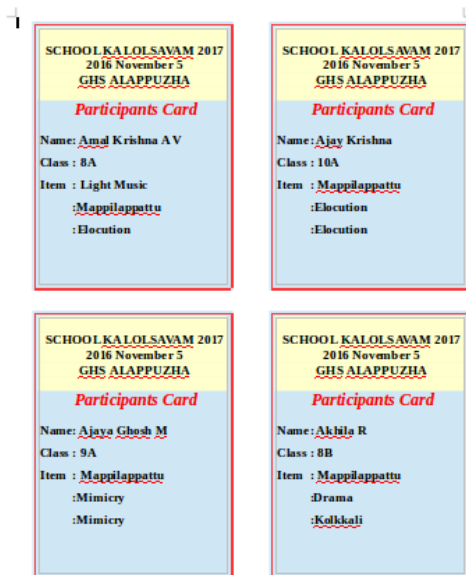 SCHOOL KALOLSAVAM 2017
2016 November 5
GHS ALAPPUZHA
Participants Card
Name: Amal Krishna A V
Class : 8A
Item : Light Music
:Mappilappattu
:Elocution
SCHOOL KALOLSAVAM 2017
2016 November 5
GHS ALAPPUZHA
Participants Card
Name: Ajay Krishna
Class : 10A
Item : Mappilappattu
:Elocution
:Elocution
SCHOOL KALOLSAVAM 2017
2016 November 5
GHS ALAPPUZHA
Participants Card
Name: Ajaya Ghosh M
Class : 9A
Item : Mappilappattu
:Mimicry
:Mimicry
SCHOOL KALOLSAVAM 2017
2016 November 5
GHS ALAPPUZHA
Participants Card
Name: Akhila R
Class : 8B
Item : Mappilappattu
:Drama
:Kolkkali